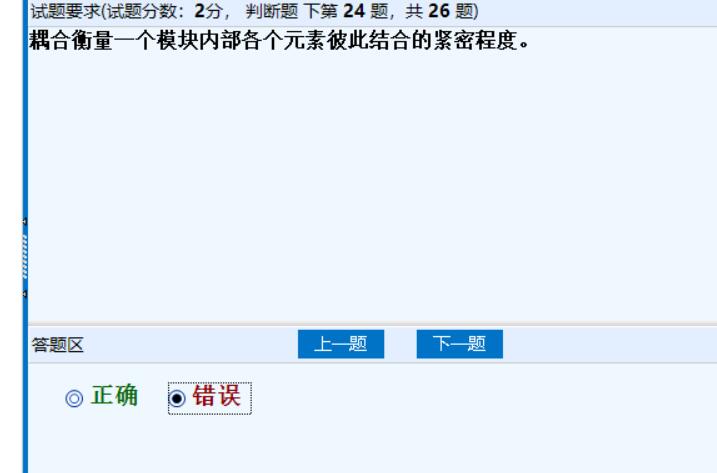 试题要求(试题分数：2分， 判断题 下第 24 题，共 26 题)
耦合衡量一个模块内部各个元素彼此结合的紧密程度。
答题区 上一题 下一题
正确 错误